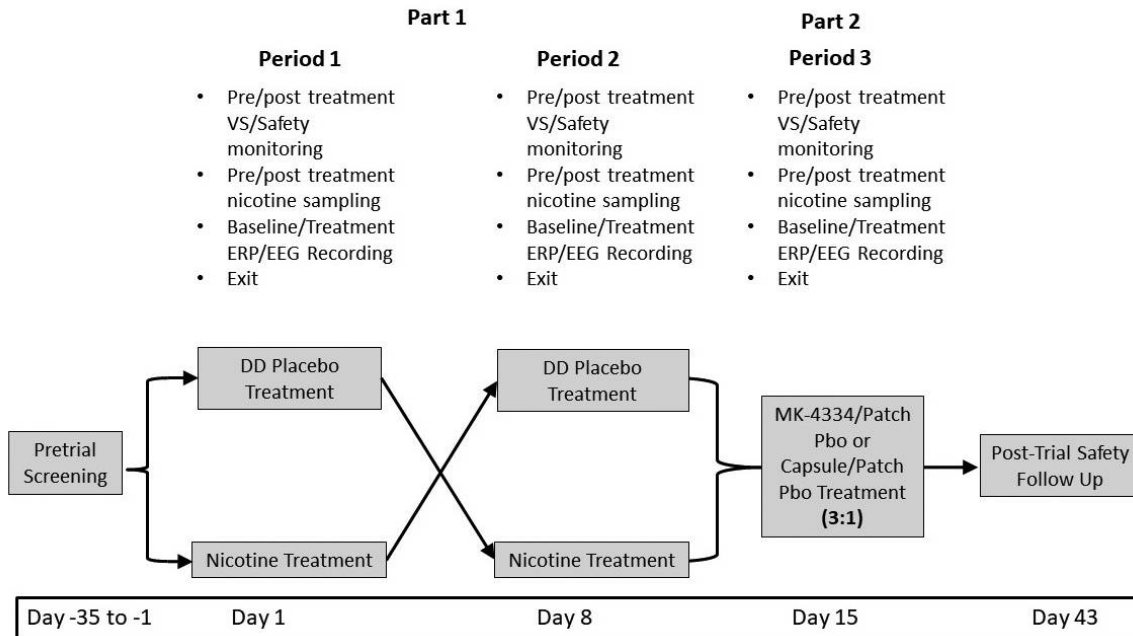 Part 1
Part 2
Period 1
• Pre/post treatment
VS/Safety
monitoring
• Pre/post treatment
nicotine sampling
• Baseline/Treatment
ERP/EEG Recording
• Exit
Period 2
• Pre/post treatment
VS/Safety
monitoring
• Pre/post treatment
nicotine sampling
• Baseline/Treatment
ERP/EEG Recording
• Exit
Period 3
• Pre/post treatment
VS/Safety
monitoring
• Pre/post treatment
nicotine sampling
• Baseline/Treatment
ERP/EEG Recording
• Exit
Pretrial
Screening
DD Placebo
Treatment
Nicotine Treatment
DD Placebo
Treatment
Nicotine Treatment
MK-4334/Patch
Pbo or
Capsule/Patch
Pbo Treatment
(3:1)
Post-Trial Safety
Follow Up
Day -35 to -1
Day 1
Day 8
Day 15
Day 43